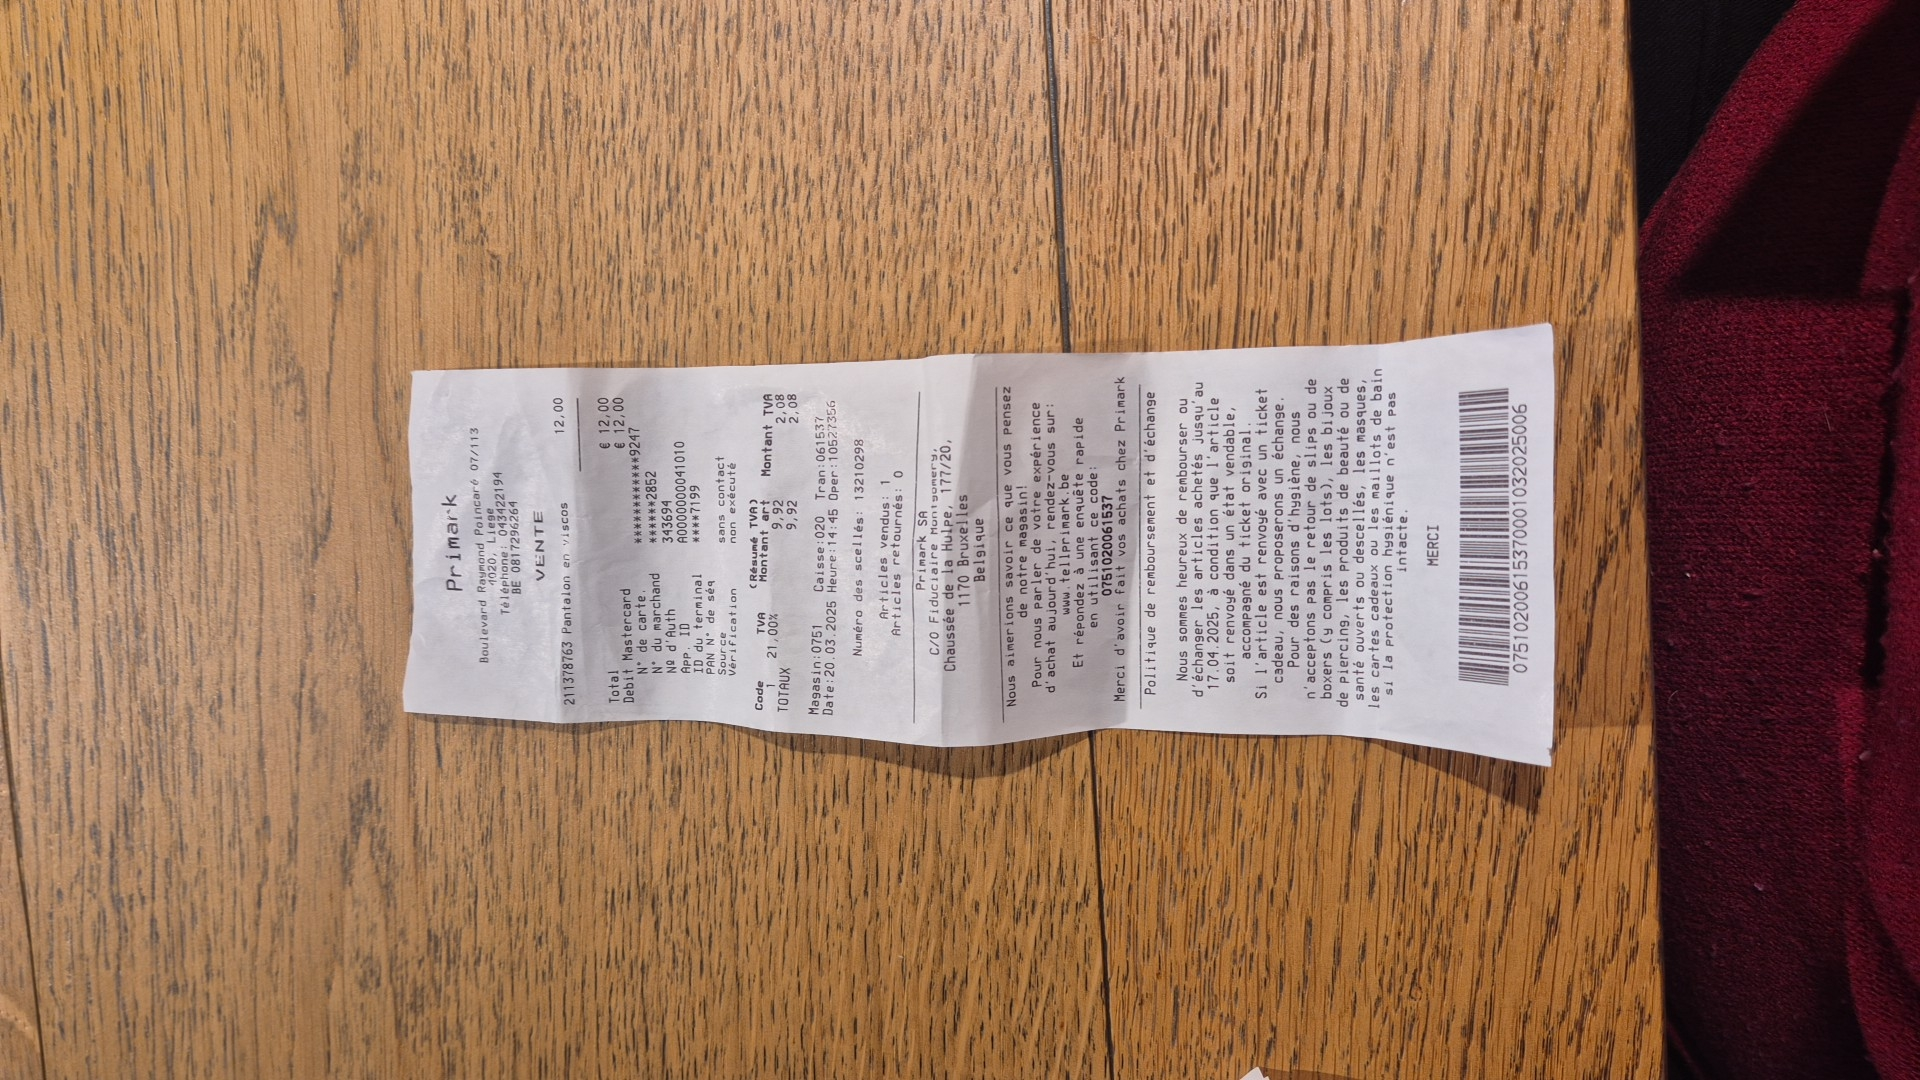 Primark
Boulevard Raymond Poincaré 07/113
4020, Liege
Téléphone: 043422194
BE 0817296264
VENTE
211378763 Pantalon en viscos 12,00
Total € 12,00
Debit Mastercard € 12,00
N° de carte. ************9247
N° du marchand ******2852
Nº d'Auth 343694
APP. ID A0000000041010
ID du terminal ****7199
PAN N° de séq
Source sans contact
Vérification non exécuté
(Résumé TVA)
Code TVA Montant art Montant TVA
1 21,00% 9,92 2,08
TOTAUX 9,92 2,08
Magasin:0751 Caisse:020 Tran:061537
Date:20.03.2025 Heure:14:45 Oper:10527356
Numéro des scellés: 13210298
Articles vendus: 1
Articles retournés: 0
Primark SA
C/O Fiduciaire Montgomery,
Chaussée de la Hulpe, 177/20,
1170 Bruxelles
Belgique
Nous aimerions savoir ce que vous pensez
de notre magasin!
Pour nous parler de votre expérience
d'achat aujourd'hui, rendez-vous sur:
www.tellprimark.be
Et répondez à une enquête rapide
en utilisant ce code:
0751020061537
Merci d'avoir fait vos achats chez Primark
Politique de remboursement et d'échange
Nous sommes heureux de rembourser ou
d'échanger les articles achetés jusqu'au
17.04.2025, à condition que l'article
soit renvoyé dans un état vendable,
accompagné du ticket original.
Si l'article est renvoyé avec un ticket
cadeau, nous proposerons un échange.
Pour des raisons d'hygiène, nous
n'acceptons pas le retour de slips ou de
boxers (y compris les lots), les bijoux
de piercing, les produits de beauté ou de
santé ouverts ou descellés, les masques,
les cartes cadeaux ou les maillots de bain
si la protection hygiénique n'est pas
intacte.
MERCI
075102006153700010320250​06